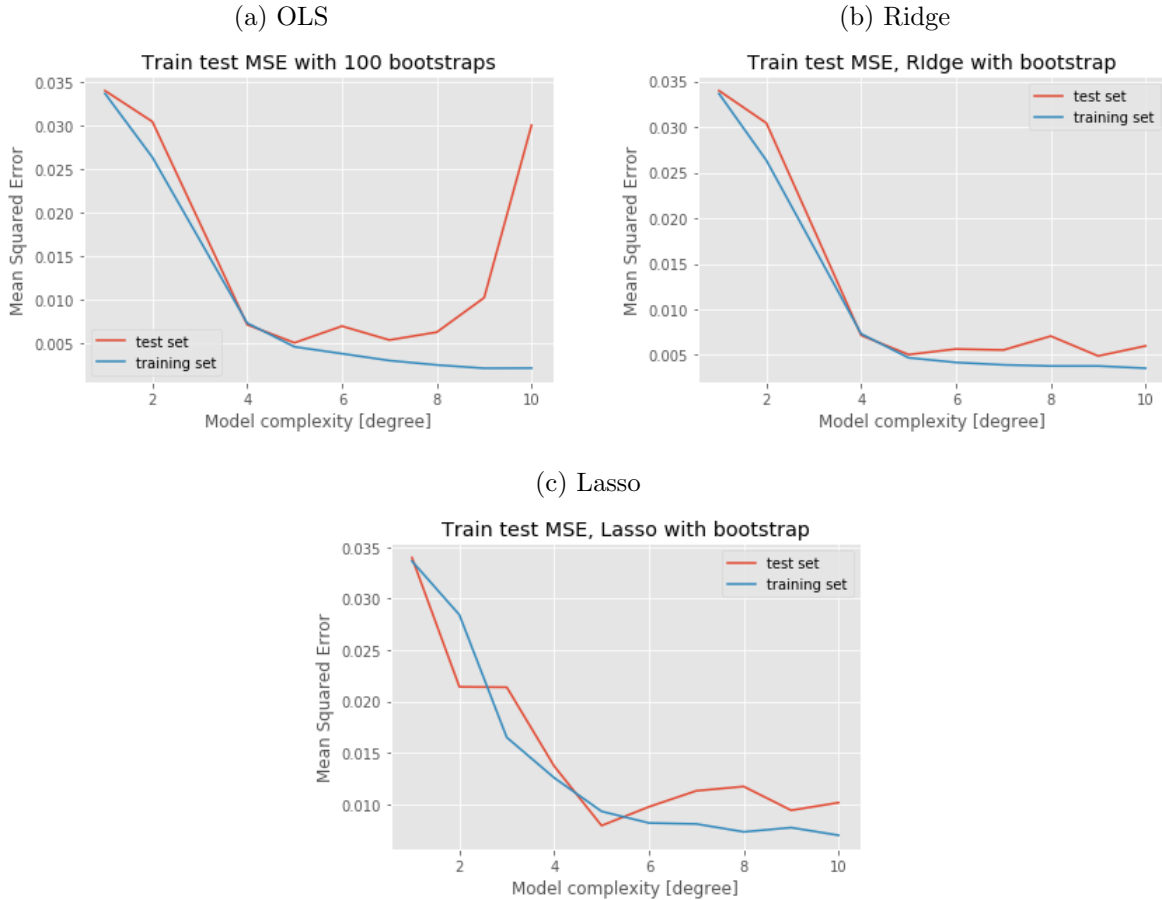 (a) OLS
Train test MSE with 100 bootstraps
0.035
0.030
0.025
0.020
0.015
0.010
0.005
Mean Squared Error
test set
training set
2
4
6
8
10
Model complexity [degree]
(b) Ridge
Train test MSE, RIdge with bootstrap
0.035
0.030
0.025
0.020
0.015
0.010
0.005
Mean Squared Error
test set
training set
2
4
6
8
10
Model complexity [degree]
(c) Lasso
Train test MSE, Lasso with bootstrap
0.035
0.030
0.025
0.020
0.015
0.010
Mean Squared Error
test set
training set
2
4
6
8
10
Model complexity [degree]